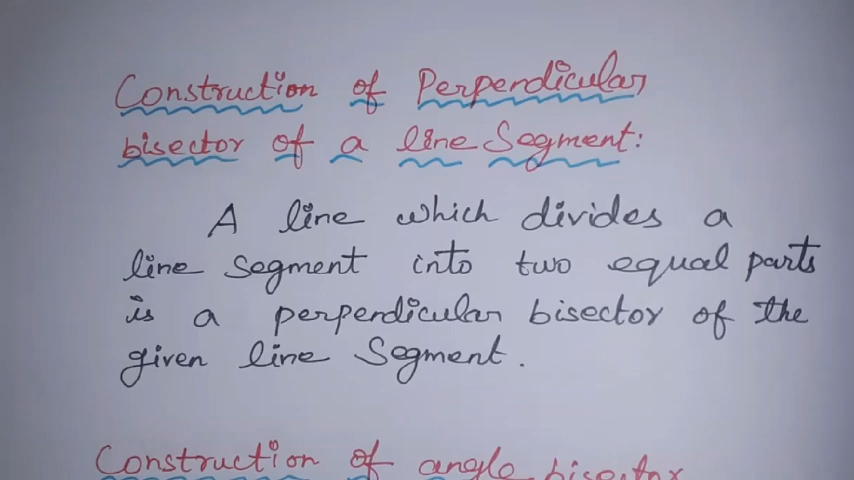 Construction of Perpendicular
bisector of a line Segment:
A line which divides a
line segment into two equal parts
is a perpendicular bisector of the
given line Segment.
Construction of angle bisector